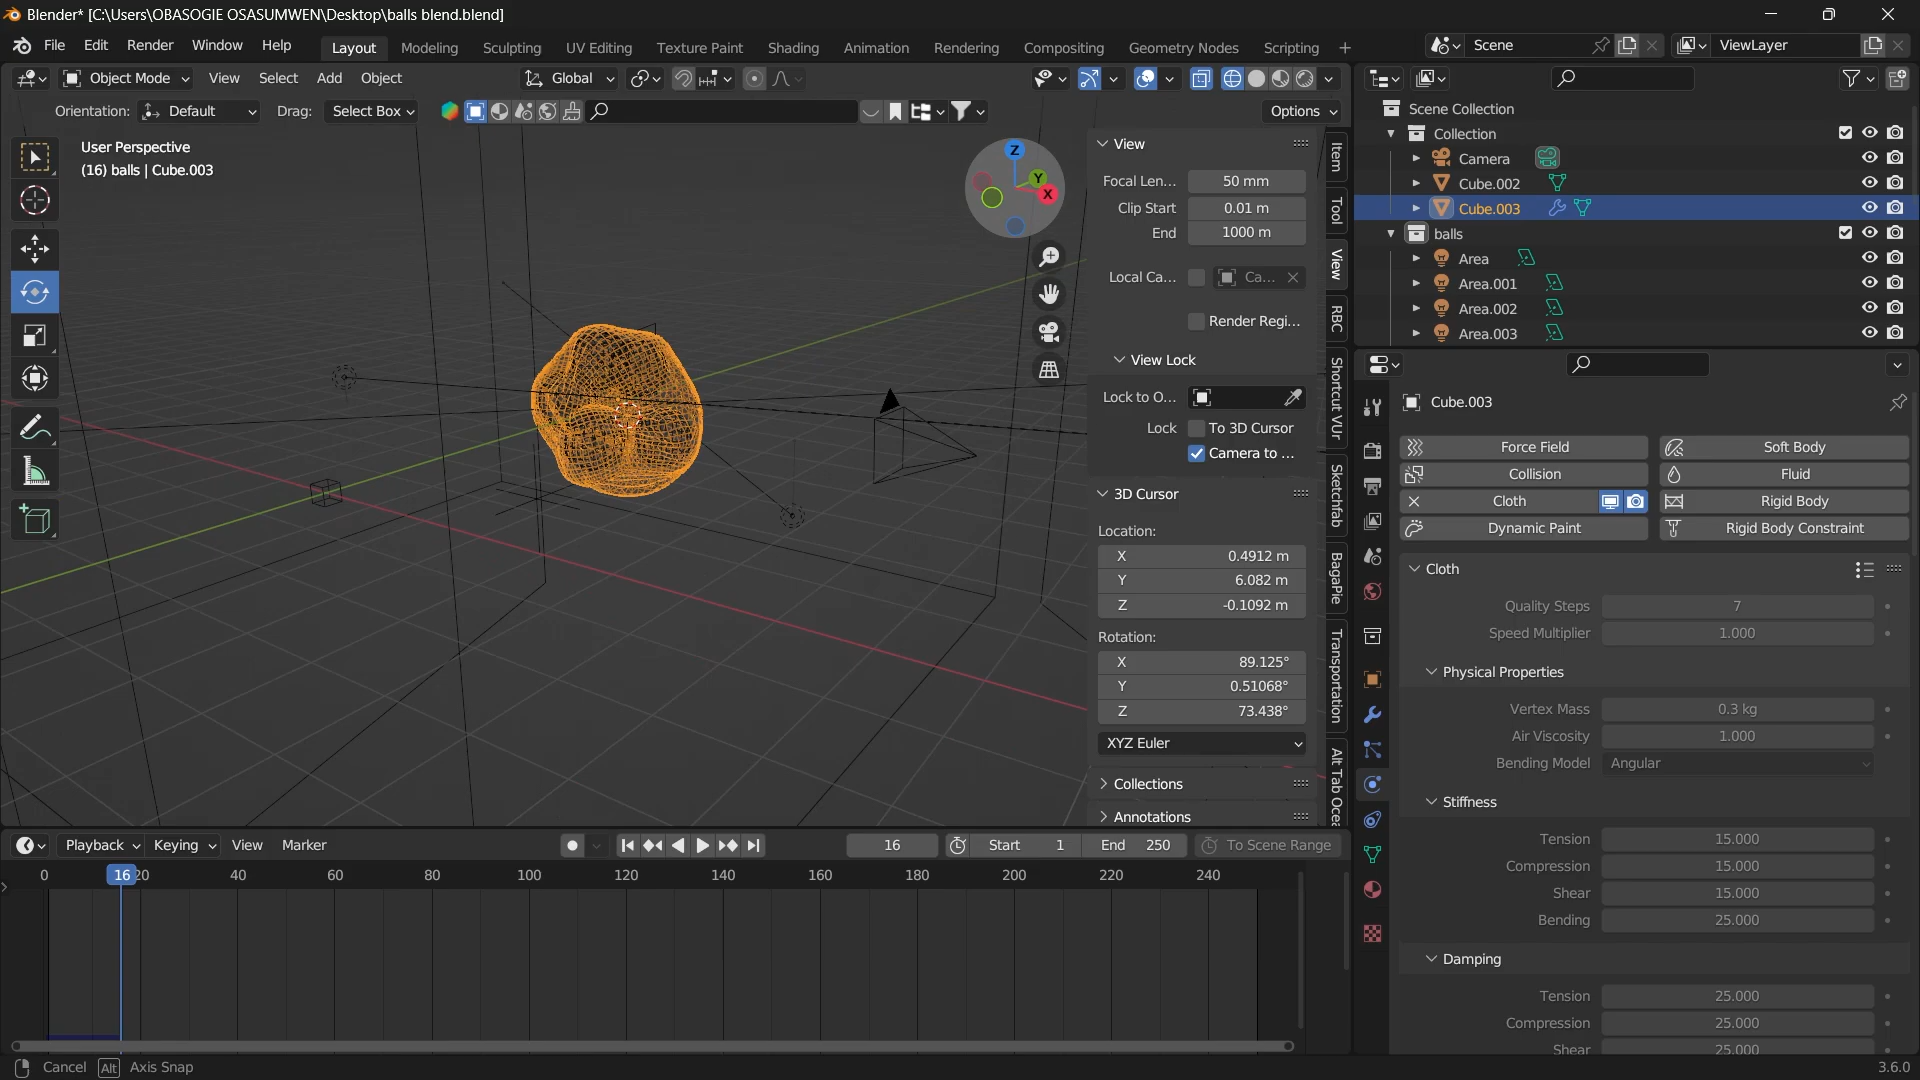 Blender* [C:\Users\OBASOGIE OSASUMWEN\Desktop\balls blend.blend]
File Edit Render Window Help Layout Modeling Sculpting UV Editing Texture Paint Shading Animation Rendering Compositing Geometry Nodes Scripting + Scene ViewLayer
Object Mode View Select Add Object Global
Orientation: Default Drag: Select Box Options
User Perspective
(16) balls | Cube.003
Z
Y
X
View
Focal Len... 50 mm
Clip Start 0.01 m
End 1000 m
Local Ca... Ca...
Render Regi...
View Lock
Lock to O...
Lock To 3D Cursor
Camera to ...
3D Cursor
Location:
X 0.4912 m
Y 6.082 m
Z -0.1092 m
Rotation:
X 89.125°
Y 0.51068°
Z 73.438°
XYZ Euler
Collections
Annotations
Item
Tool
View
RBC
Shortcut VUr
Sketchfab
BagaPie
Transportation
Alt Tab Ocea
Scene Collection
Collection
Camera
Cube.002
Cube.003
balls
Area
Area.001
Area.002
Area.003
Cube.003
Force Field Soft Body
Collision Fluid
Cloth Rigid Body
Dynamic Paint Rigid Body Constraint
Cloth
Quality Steps 7
Speed Multiplier 1.000
Physical Properties
Vertex Mass 0.3 kg
Air Viscosity 1.000
Bending Model Angular
Stiffness
Tension 15.000
Compression 15.000
Shear 15.000
Bending 25.000
Damping
Tension 25.000
Compression 25.000
Shear 25.000
Playback Keying View Marker 16 Start 1 End 250 To Scene Range
0 16 20 40 60 80 100 120 140 160 180 200 220 240
Cancel Alt Axis Snap 3.6.0